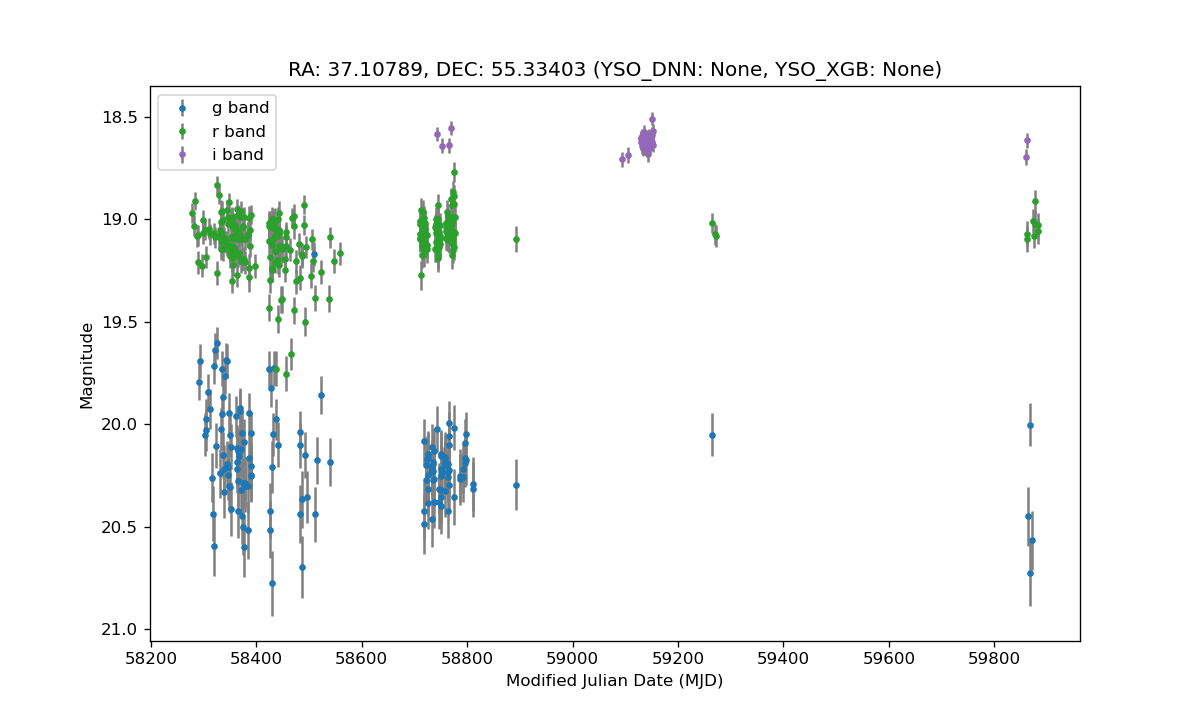 RA: 37.10789, DEC: 55.33403 (YSO_DNN: None, YSO_XGB: None)
g band
r band
i band
18.5
19.0
19.5
20.0
20.5
21.0
Magnitude
58200 58400 58600 58800 59000 59200 59400 59600 59800
Modified Julian Date (MJD)